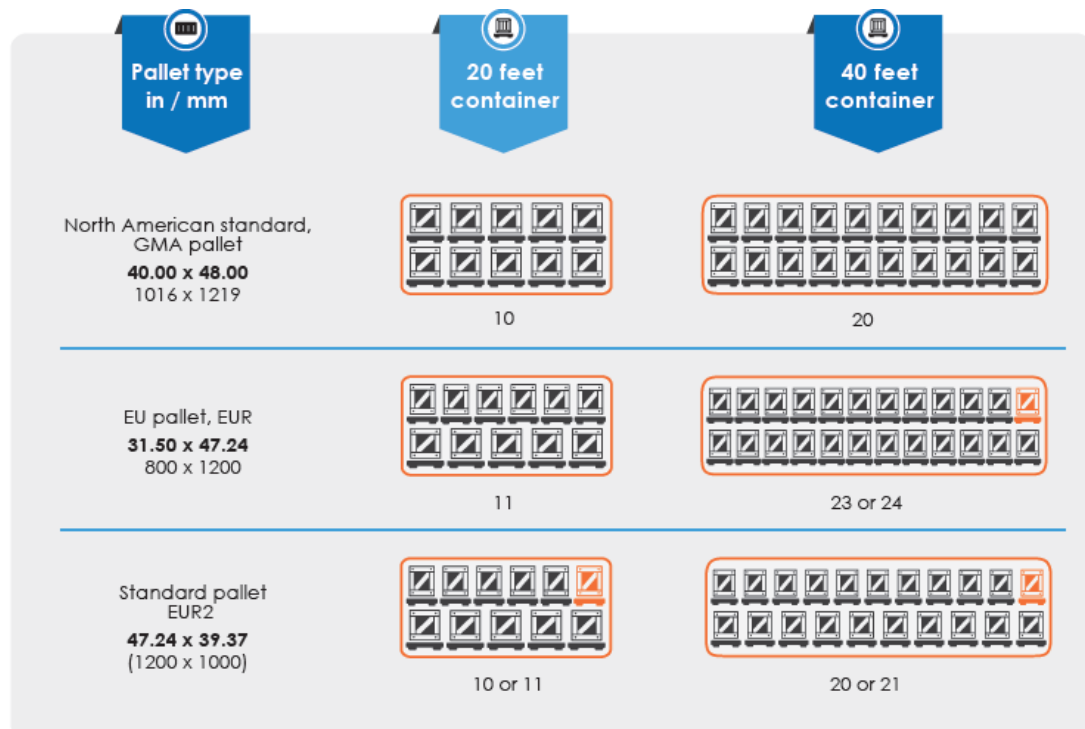 Pallet type
in / mm
20 feet
container
40 feet
container
North American standard,
GMA pallet
40.00 x 48.00
1016 x 1219
10
20
EU pallet, EUR
31.50 x 47.24
800 x 1200
11
23 or 24
Standard pallet
EUR2
47.24 x 39.37
(1200 x 1000)
10 or 11
20 or 21